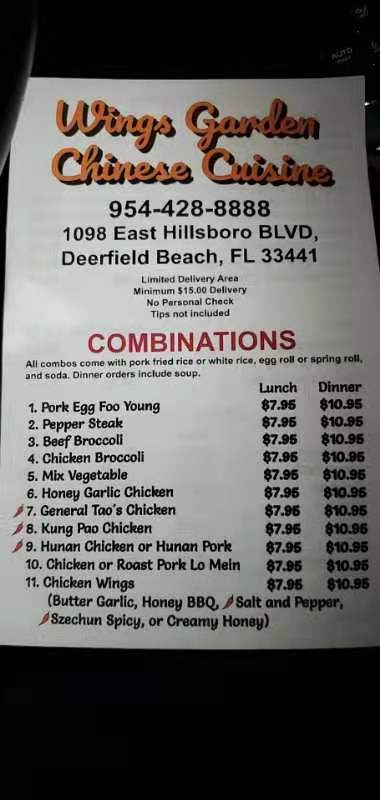 AUTO
Wings Garden
Chinese Cuisine
954-428-8888
1098 East Hillsboro BLVD,
Deerfield Beach, FL 33441
Limited Delivery Area
Minimum $15.00 Delivery
No Personal Check
Tips not included
COMBINATIONS
All combos come with pork fried rice or white rice, egg roll or spring roll,
and soda. Dinner orders include soup.
Lunch Dinner
1. Pork Egg Foo Young $7.95 $10.95
2. Pepper Steak $7.95 $10.95
3. Beef Broccoli $7.95 $10.95
4. Chicken Broccoli $7.95 $10.95
5. Mix Vegetable $7.95 $10.95
6. Honey Garlic Chicken $7.95 $10.95
7. General Tao's Chicken $7.95 $10.95
8. Kung Pao Chicken $7.95 $10.95
9. Hunan Chicken or Hunan Pork $7.95 $10.95
10. Chicken or Roast Pork Lo Mein $7.95 $10.95
11. Chicken Wings $7.95 $10.95
(Butter Garlic, Honey BBQ, Salt and Pepper,
Szechun Spicy, or Creamy Honey)